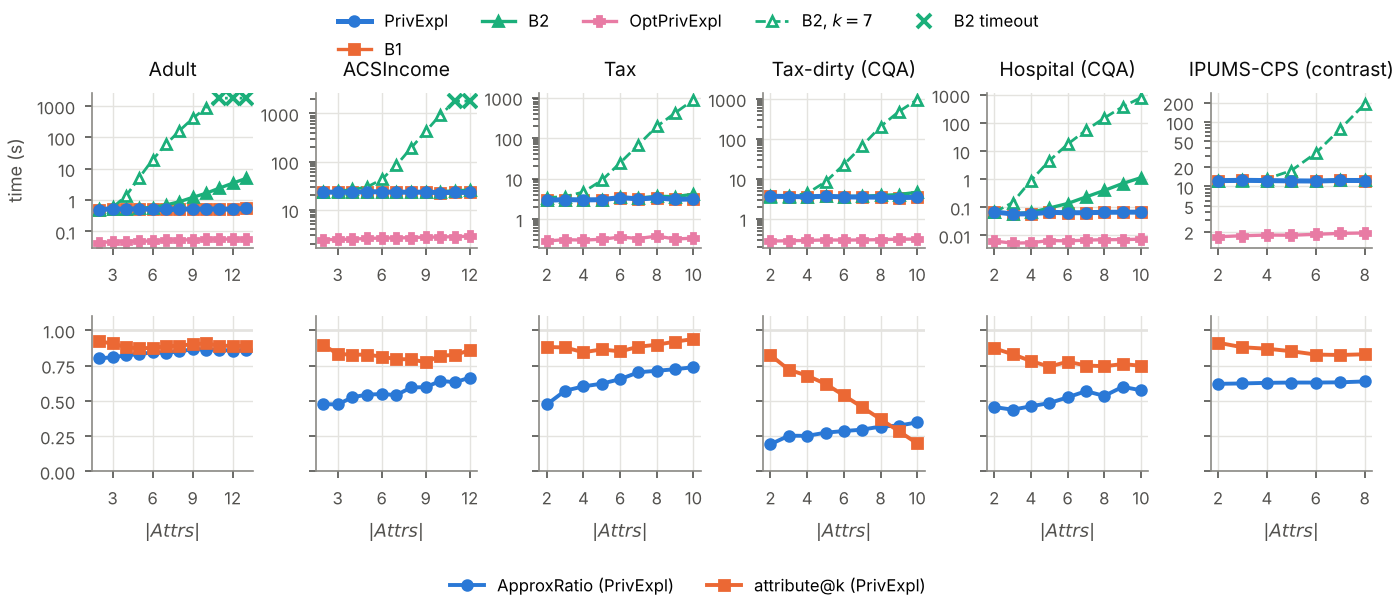 PrivExpl B2 OptPrivExpl B2, k = 7 B2 timeout
B1
Adult ACSIncome Tax Tax-dirty (CQA) Hospital (CQA) IPUMS-CPS (contrast)
time (s)
1000 100 10 1 0.1
1000 100 10
1000 100 10 1
1000 100 10 1
1000 100 10 1 0.1 0.01
200 100 50 20 10 5 2
3 6 9 12 3 6 9 12 2 4 6 8 10 2 4 6 8 10 2 4 6 8 10 2 4 6 8
1.00
0.75
0.50
0.25
0.00
3 6 9 12 3 6 9 12 2 4 6 8 10 2 4 6 8 10 2 4 6 8 10 2 4 6 8
|Attrs| |Attrs| |Attrs| |Attrs| |Attrs| |Attrs|
ApproxRatio (PrivExpl) attribute@k (PrivExpl)